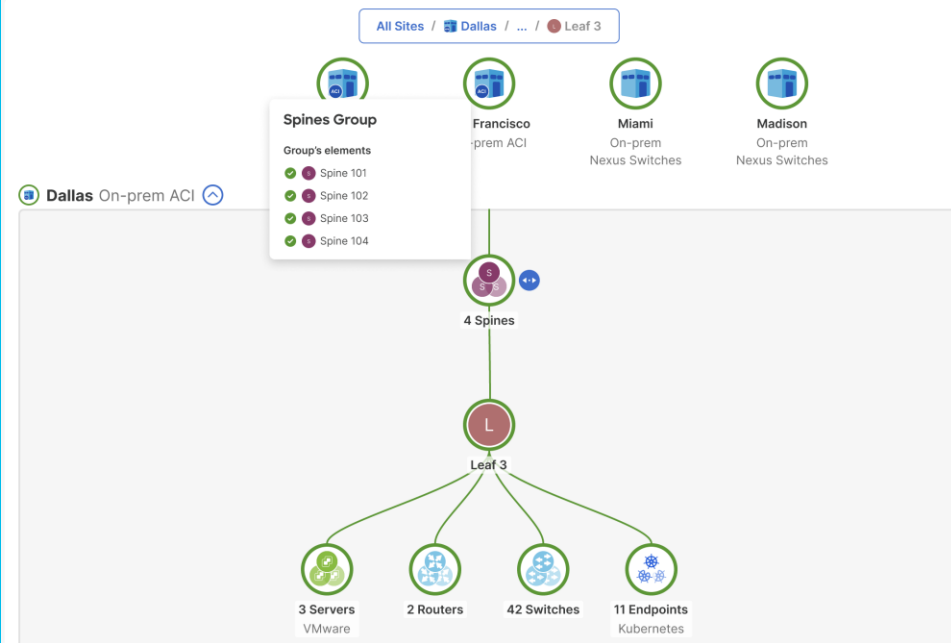 All Sites / Dallas / ... / L Leaf 3
ACI
ACI
Francisco
-prem ACI
Miami
On-prem
Nexus Switches
Madison
On-prem
Nexus Switches
Spines Group
Group's elements
S Spine 101
S Spine 102
S Spine 103
S Spine 104
Dallas On-prem ACI
S
S S
4 Spines
L
Leaf 3
3 Servers
VMware
2 Routers
42 Switches
11 Endpoints
Kubernetes